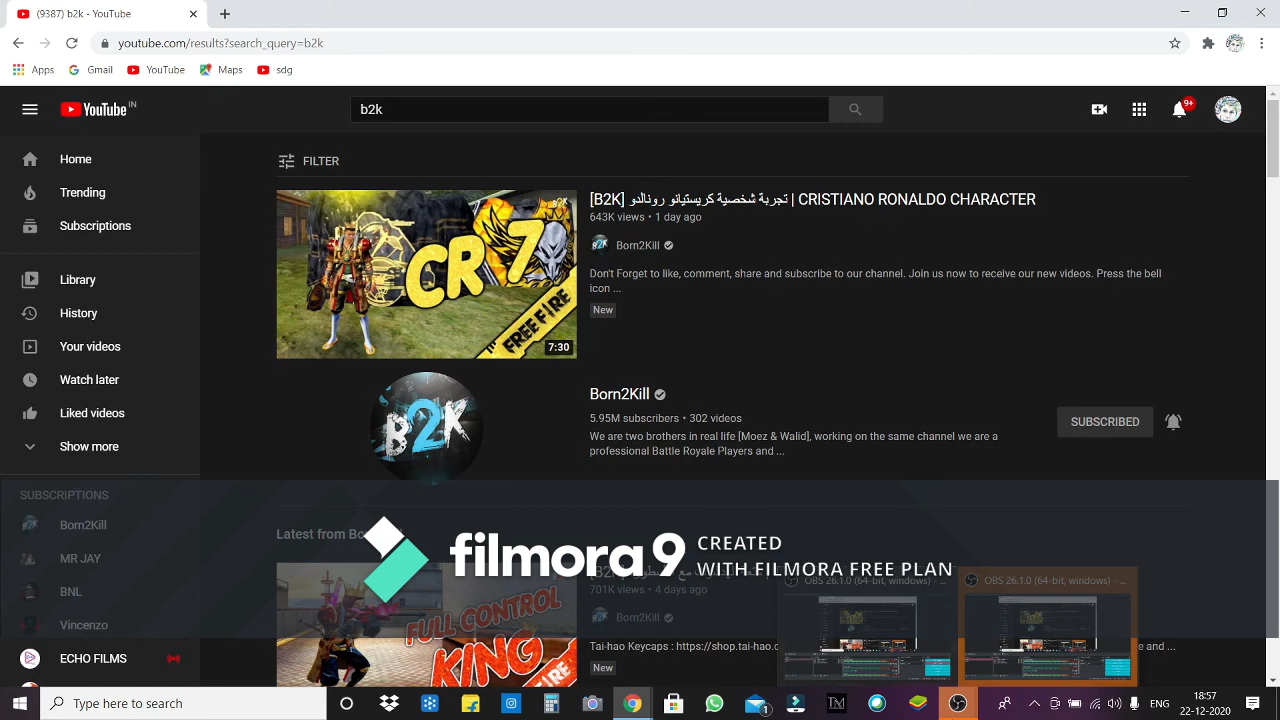 (9387) b2k - YouTube
youtube.com/results?search_query=b2k
Apps
Gmail
YouTube
Maps
sdg
YouTube IN
b2k
9+
Home
Trending
Subscriptions
Library
History
Your videos
Watch later
Liked videos
Show more
SUBSCRIPTIONS
Born2Kill
MR JAY
BNL
Vincenzo
ECHO FILMS
FILTER
B2K
CR7
FREE FIRE
7:30
[B2K] تجربة شخصية كريستيانو رونالدو | CRISTIANO RONALDO CHARACTER
643K views • 1 day ago
Born2Kill
Don't Forget to like, comment, share and subscribe to our channel. Join us now to receive our new videos. Press the bell
icon ...
New
B2K
Born2Kill
5.95M subscribers • 302 videos
We are two brothers in real life [Moez & Walid], working on the same channel we are a
professional Battle Royale Players and ...
SUBSCRIBED
Latest from Bo
filmora9 CREATED
WITH FILMORA FREE PLAN
FULL CONTROL
KING
FIRE
701K views • 4 days ago
Born2Kill
Tai-hao Keycaps : https://shop.tai-hao.c
e and ...
New
OBS 26.1.0 (64-bit, windows) - ...
OBS 26.1.0 (64-bit, windows) - ...
Type here to search
1
ENG
18:57
22-12-2020